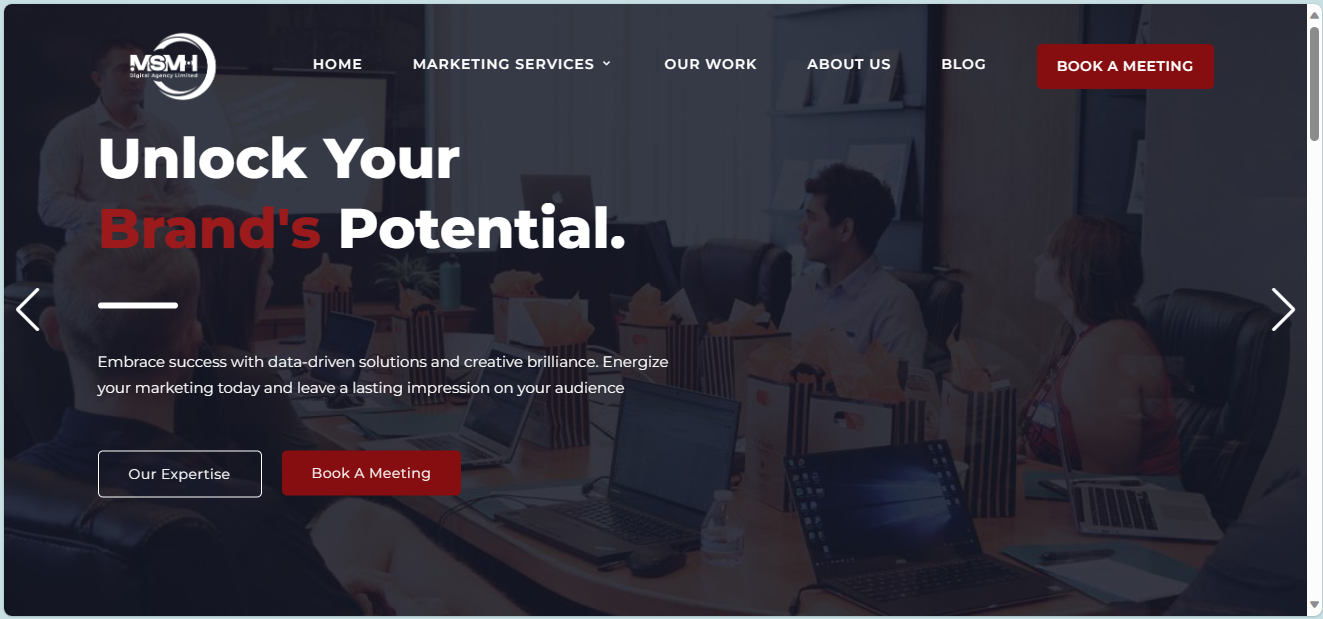 MSMH
Digital Agency Limited
HOME
MARKETING SERVICES
OUR WORK
ABOUT US
BLOG
BOOK A MEETING
Unlock Your
Brand's Potential.
Embrace success with data-driven solutions and creative brilliance. Energize
your marketing today and leave a lasting impression on your audience
Our Expertise
Book A Meeting